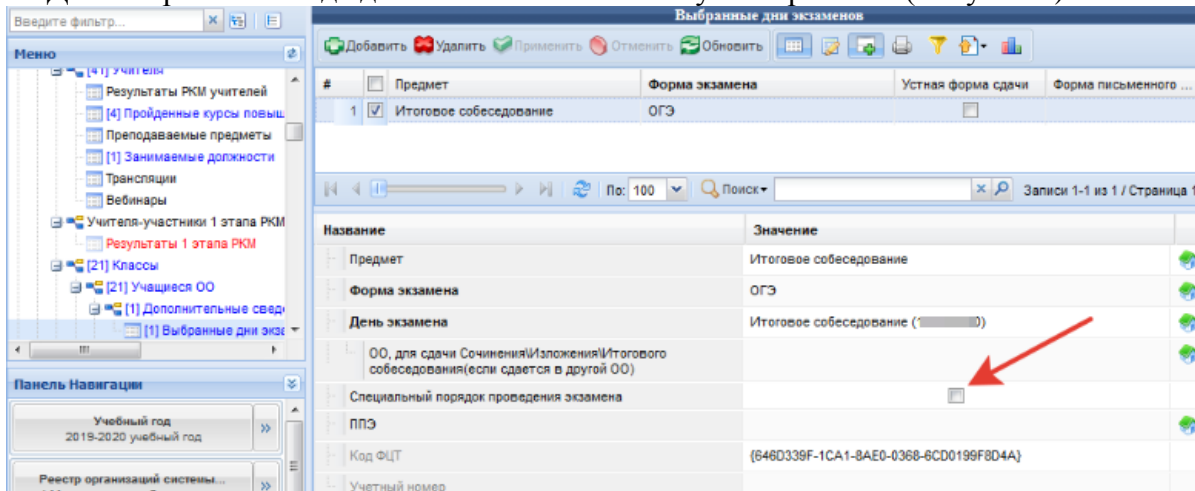 Введите фильтр...
Меню
[41] Учителя
Результаты РКМ учителей
[4] Пройденные курсы повыш
Преподаваемые предметы
[1] Занимаемые должности
Трансляции
Вебинары
Учителя-участники 1 этапа РКМ
Результаты 1 этапа РКМ
[21] Классы
[21] Учащиеся ОО
[1] Дополнительные сведе
[1] Выбранные дни экза
Панель Навигации
Учебный год
2019-2020 учебный год
Реестр организаций системы...
Выбранные дни экзаменов
Добавить Удалить Применить Отменить Обновить
# Предмет Форма экзамена Устная форма сдачи Форма письменного ...
1 Итоговое собеседование ОГЭ
По: 100 Поиск Записи 1-1 из 1 / Страница 1
Название Значение
Предмет Итоговое собеседование
Форма экзамена ОГЭ
День экзамена Итоговое собеседование (1 0)
ОО, для сдачи Сочинения\Изложения\Итогового
собеседования(если сдается в другой ОО)
Специальный порядок проведения экзамена
ППЭ
Код ФЦТ {646D339F-1CA1-8AE0-0368-6CD0199F8D4A}
Учетный номер